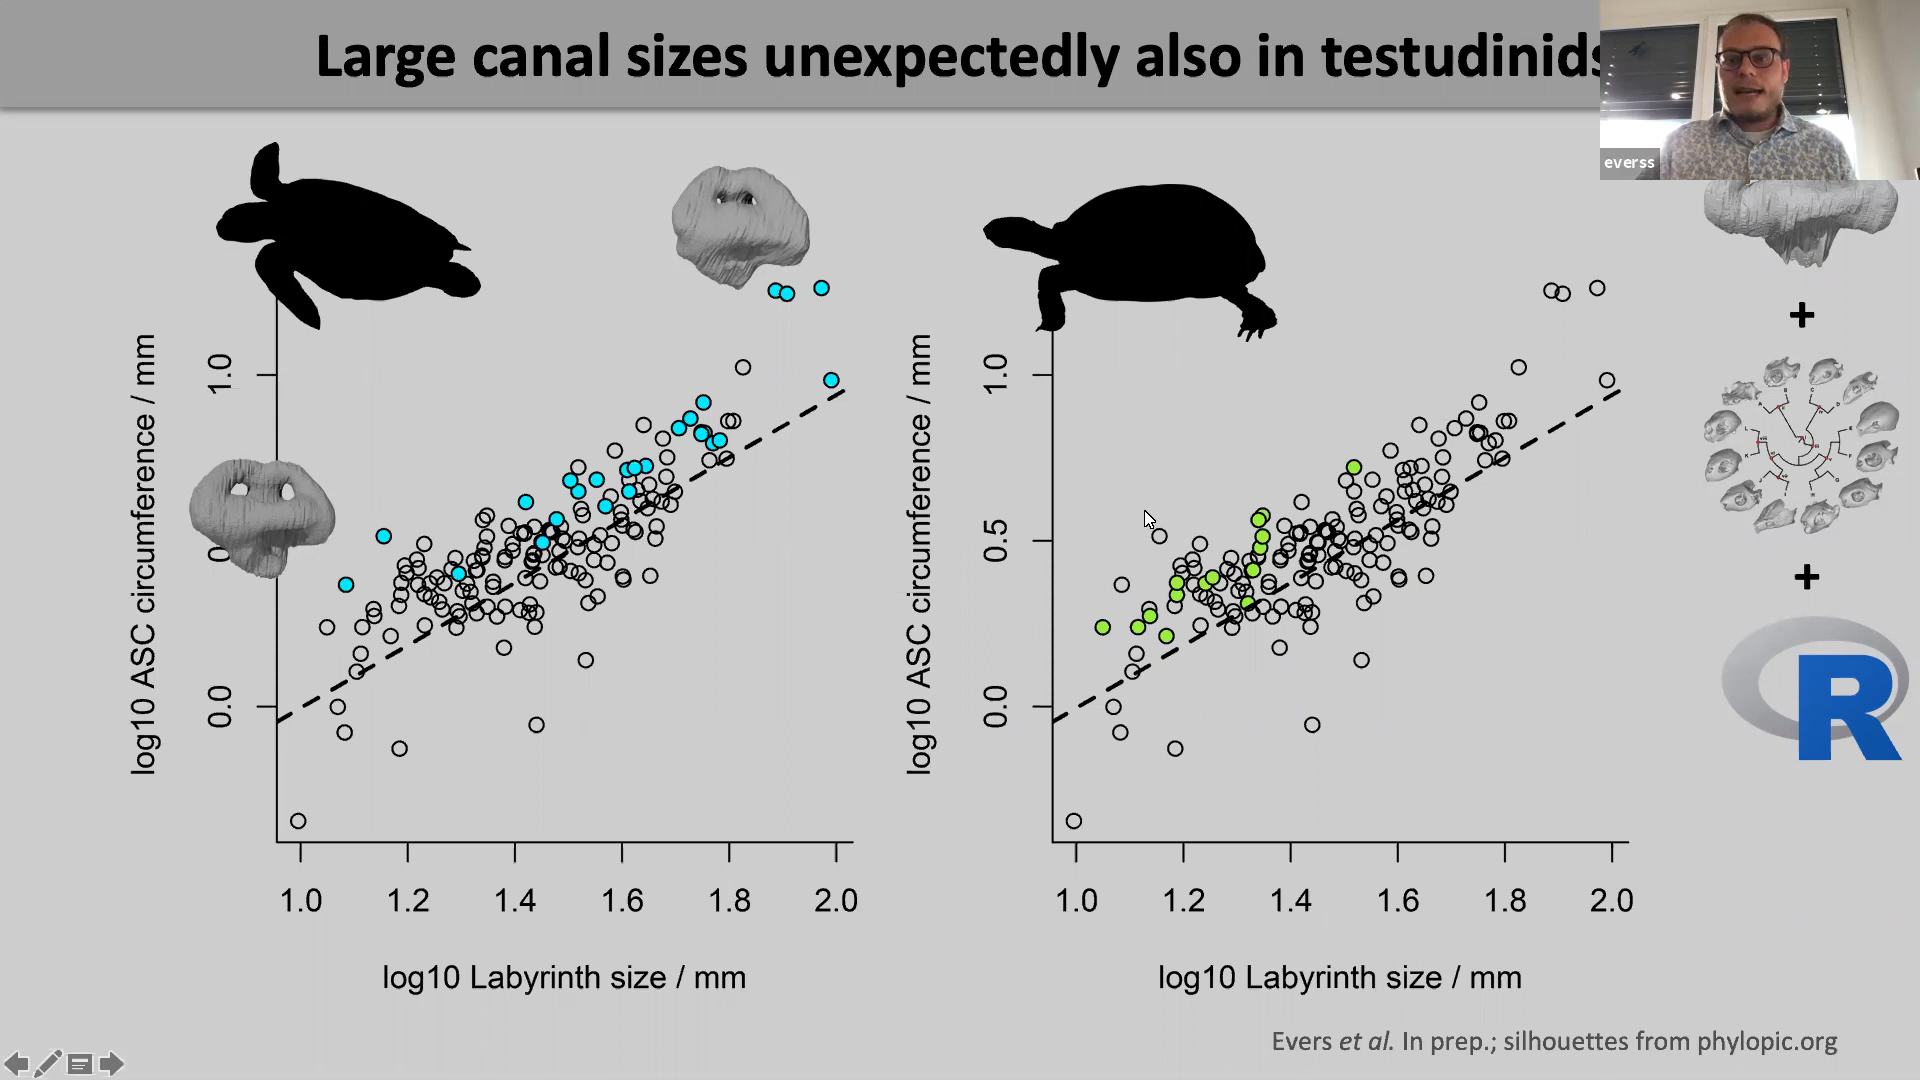 Large canal sizes unexpectedly also in testudinids
everss
log10 ASC circumference / mm
1.0
0
0.0
1.0 1.2 1.4 1.6 1.8 2.0
log10 Labyrinth size / mm
log10 ASC circumference / mm
1.0
0.5
0.0
1.0 1.2 1.4 1.6 1.8 2.0
log10 Labyrinth size / mm
+
+
R
Evers et al. In prep.; silhouettes from phylopic.org